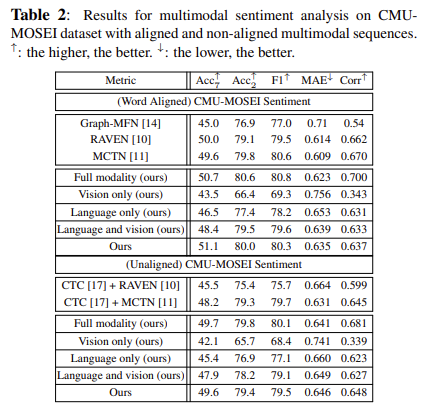 Table 2: Results for multimodal sentiment analysis on CMU-
MOSEI dataset with aligned and non-aligned multimodal sequences.
↑: the higher, the better. ↓: the lower, the better.
Metric Acc₇↑ Acc₂↑ F1↑ MAE↓ Corr↑
(Word Aligned) CMU-MOSEI Sentiment
Graph-MFN [14] 45.0 76.9 77.0 0.71 0.54
RAVEN [10] 50.0 79.1 79.5 0.614 0.662
MCTN [11] 49.6 79.8 80.6 0.609 0.670
Full modality (ours) 50.7 80.6 80.8 0.623 0.700
Vision only (ours) 43.5 66.4 69.3 0.756 0.343
Language only (ours) 46.5 77.4 78.2 0.653 0.631
Language and vision (ours) 48.4 79.5 79.6 0.639 0.633
Ours 51.1 80.0 80.3 0.635 0.637
(Unaligned) CMU-MOSEI Sentiment
CTC [17] + RAVEN [10] 45.5 75.4 75.7 0.664 0.599
CTC [17] + MCTN [11] 48.2 79.3 79.7 0.631 0.645
Full modality (ours) 49.7 79.8 80.1 0.641 0.681
Vision only (ours) 42.1 65.7 68.4 0.741 0.339
Language only (ours) 45.4 76.9 77.1 0.660 0.623
Language and vision (ours) 47.9 78.2 79.1 0.649 0.627
Ours 49.6 79.4 79.5 0.646 0.648